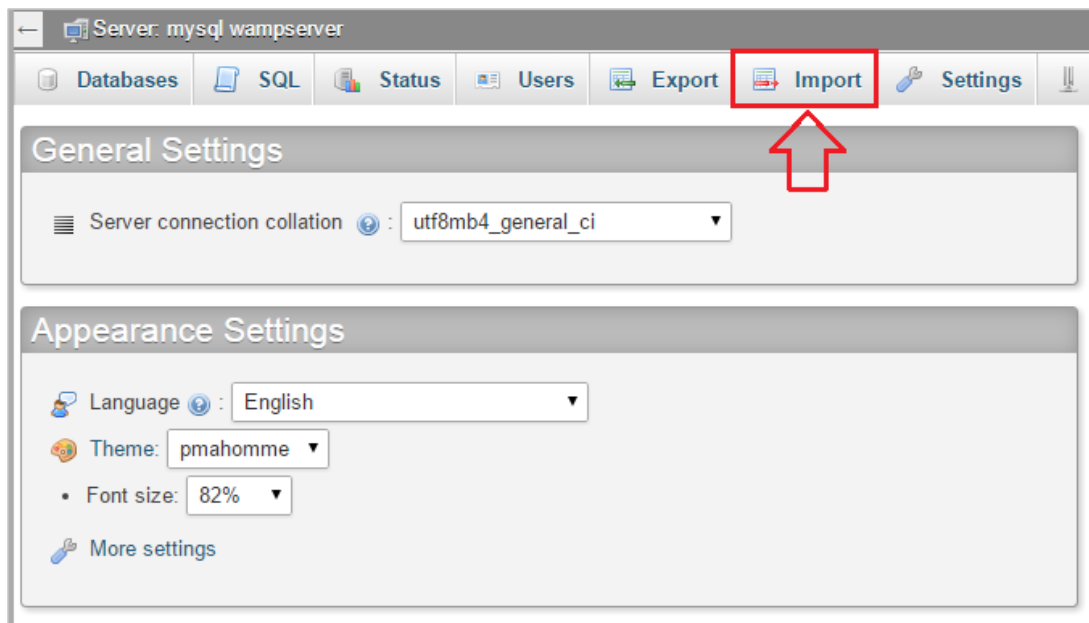 Server: mysql wampserver
Databases SQL Status Users Export Import Settings
General Settings
Server connection collation : utf8mb4_general_ci
Appearance Settings
Language : English
Theme: pmahomme
• Font size: 82%
More settings